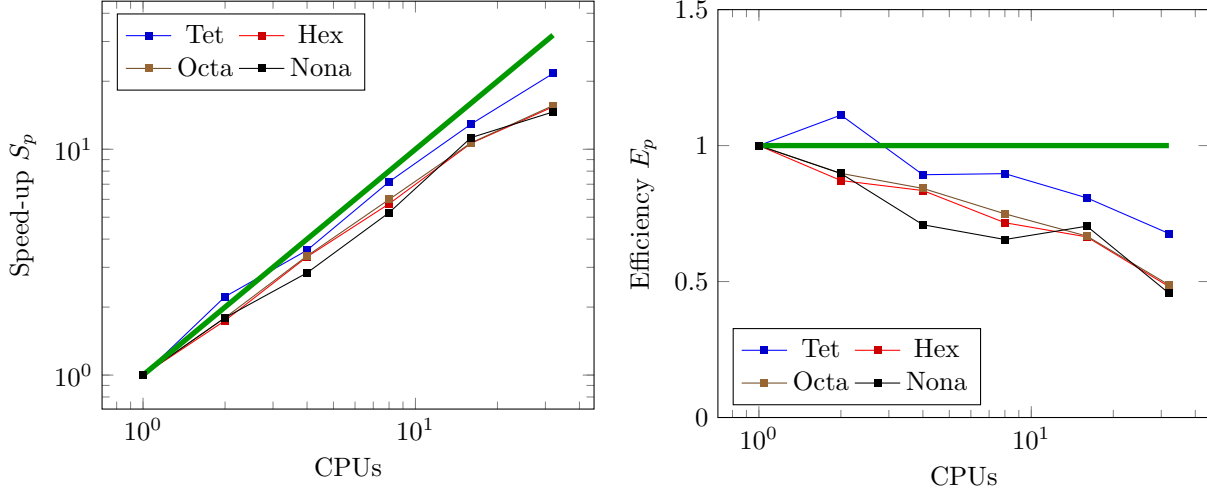 Tet Hex
Octa Nona
10^1
10^0
Speed-up S_p
10^0 10^1
CPUs
1.5
1
0.5
0
Efficiency E_p
Tet Hex
Octa Nona
10^0 10^1
CPUs